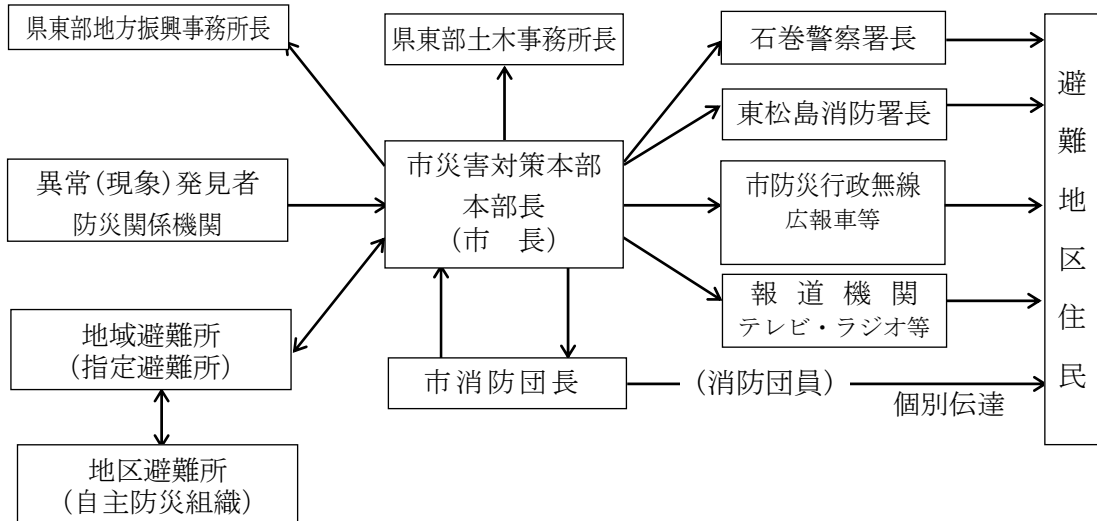 県東部地方振興事務所長
県東部土木事務所長
石巻警察署長
東松島消防署長
異常(現象)発見者
防災関係機関
市災害対策本部
本部長
(市　長)
市防災行政無線
広報車等
報 道 機 関
テレビ・ラジオ等
地域避難所
(指定避難所)
市消防団長
(消防団員)
個別伝達
地区避難所
(自主防災組織)
避難地区住民